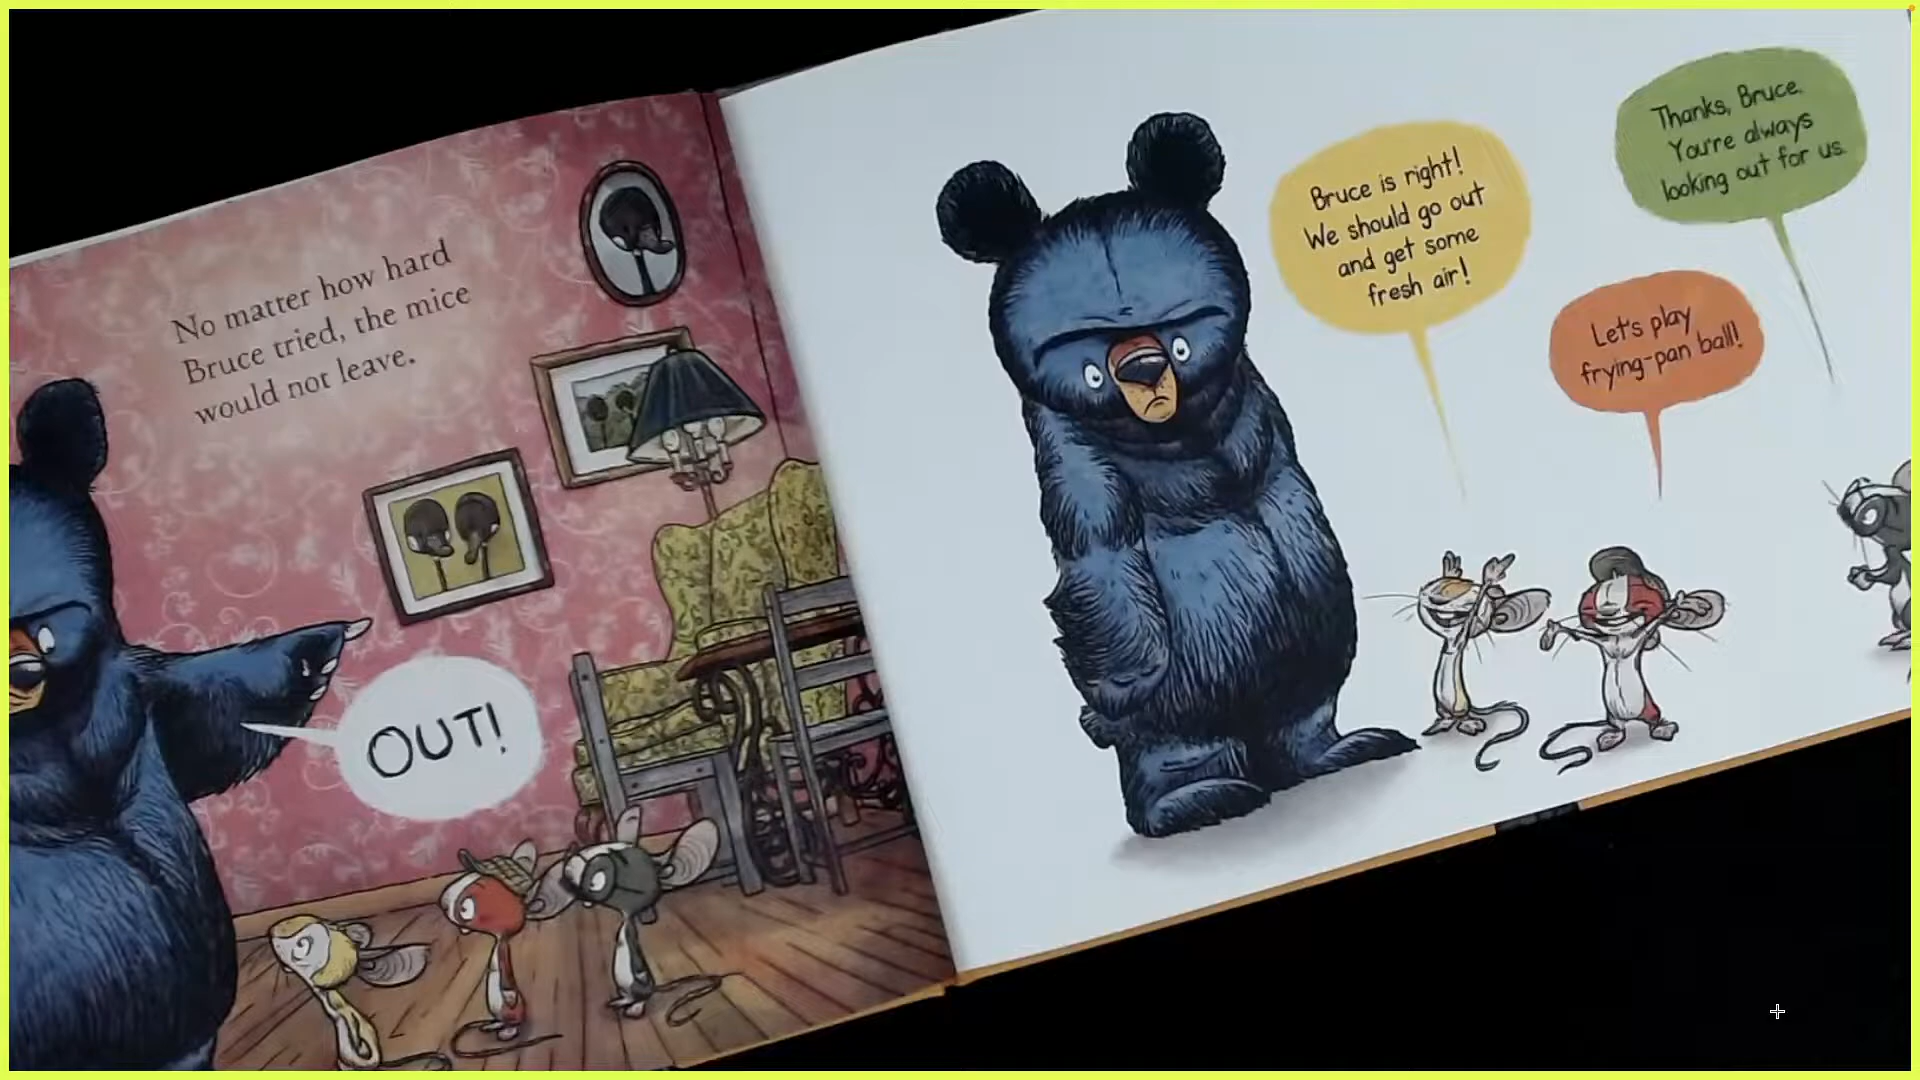 No matter how hard
Bruce tried, the mice
would not leave.
OUT!
Bruce is right!
We should go out
and get some
fresh air!
Let's play
frying-pan ball!
Thanks, Bruce.
You're always
looking out for us.